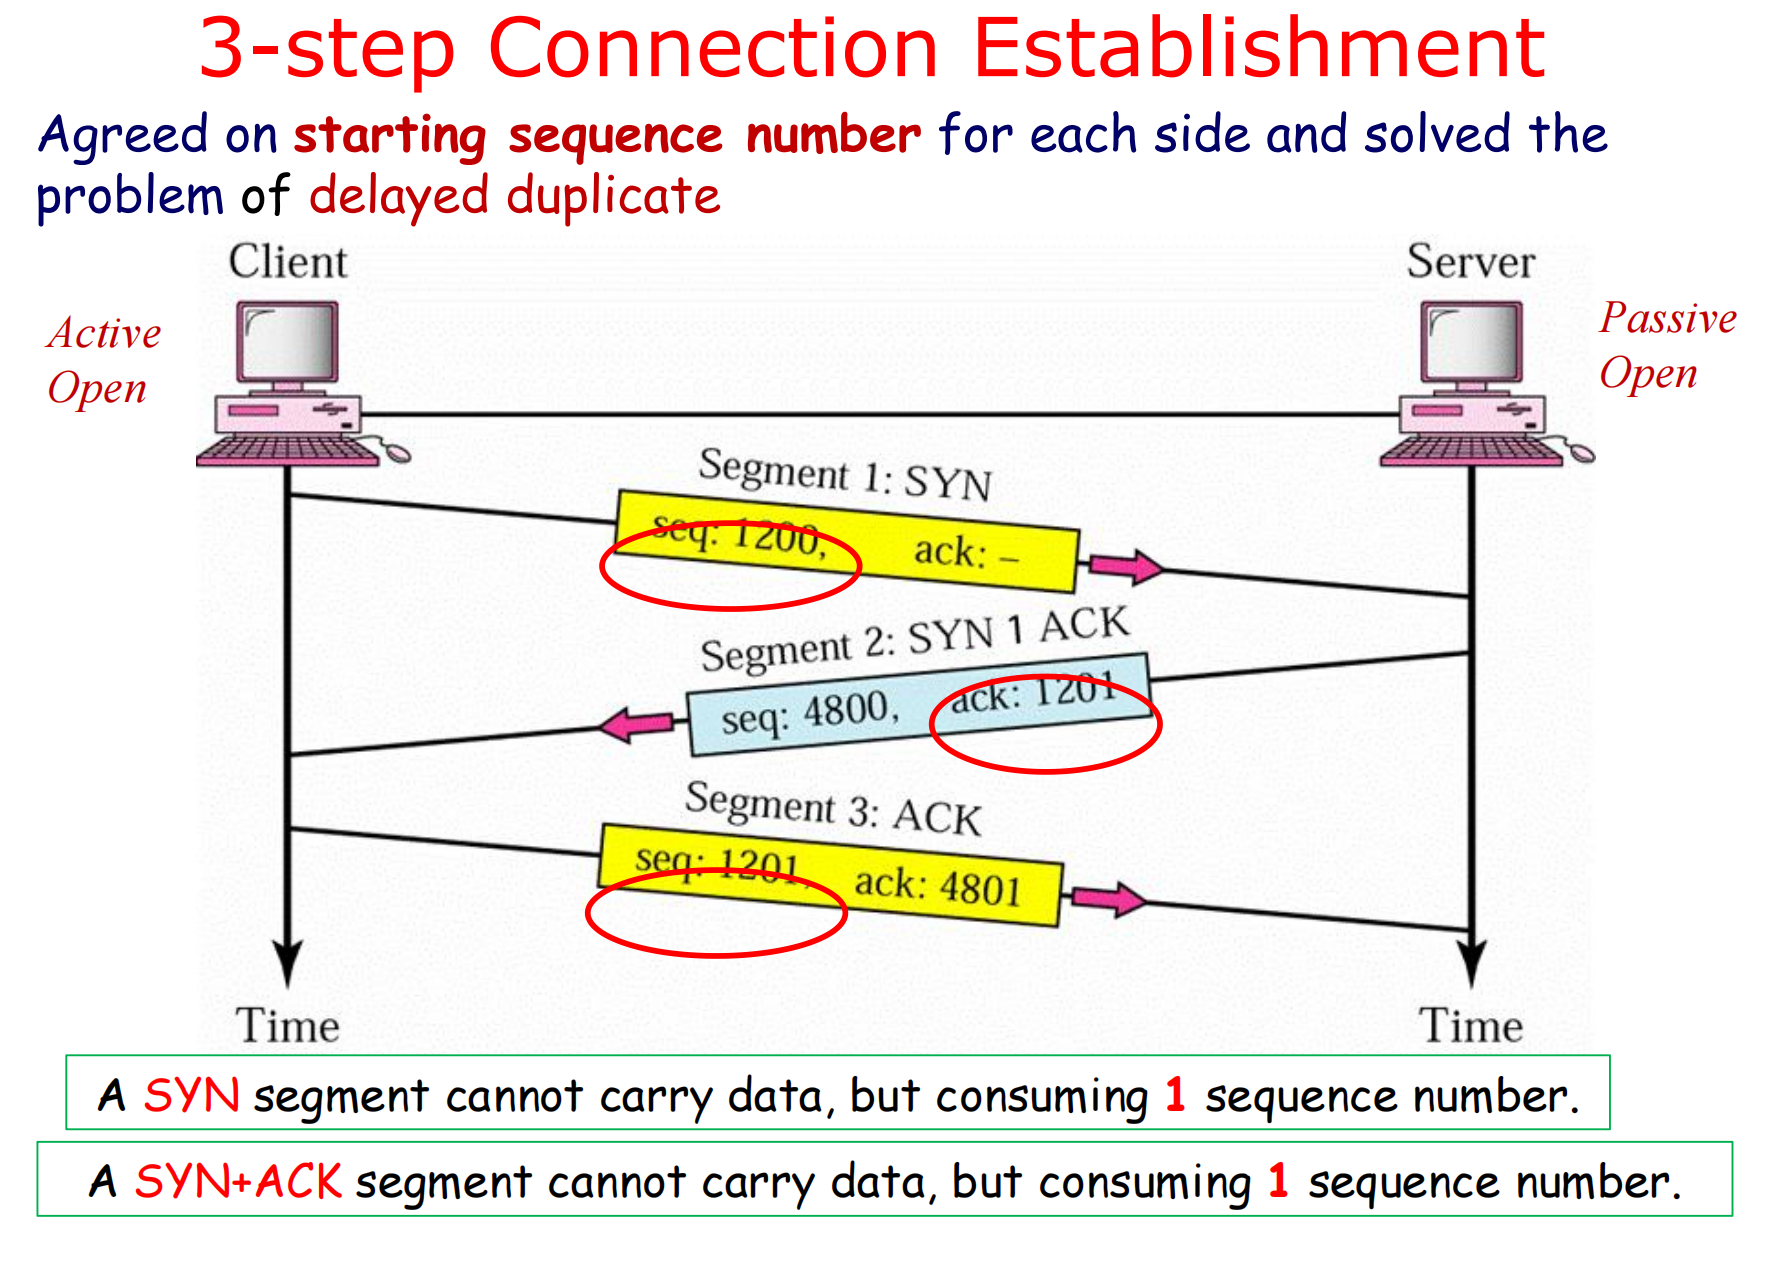 3-step Connection Establishment
Agreed on starting sequence number for each side and solved the
problem of delayed duplicate
Client
Server
Active
Open
Passive
Open
Segment 1: SYN
seq: 1200, ack: –
Segment 2: SYN 1 ACK
seq: 4800, ack: 1201
Segment 3: ACK
seq: 1201, ack: 4801
Time
Time
A SYN segment cannot carry data, but consuming 1 sequence number.
A SYN+ACK segment cannot carry data, but consuming 1 sequence number.